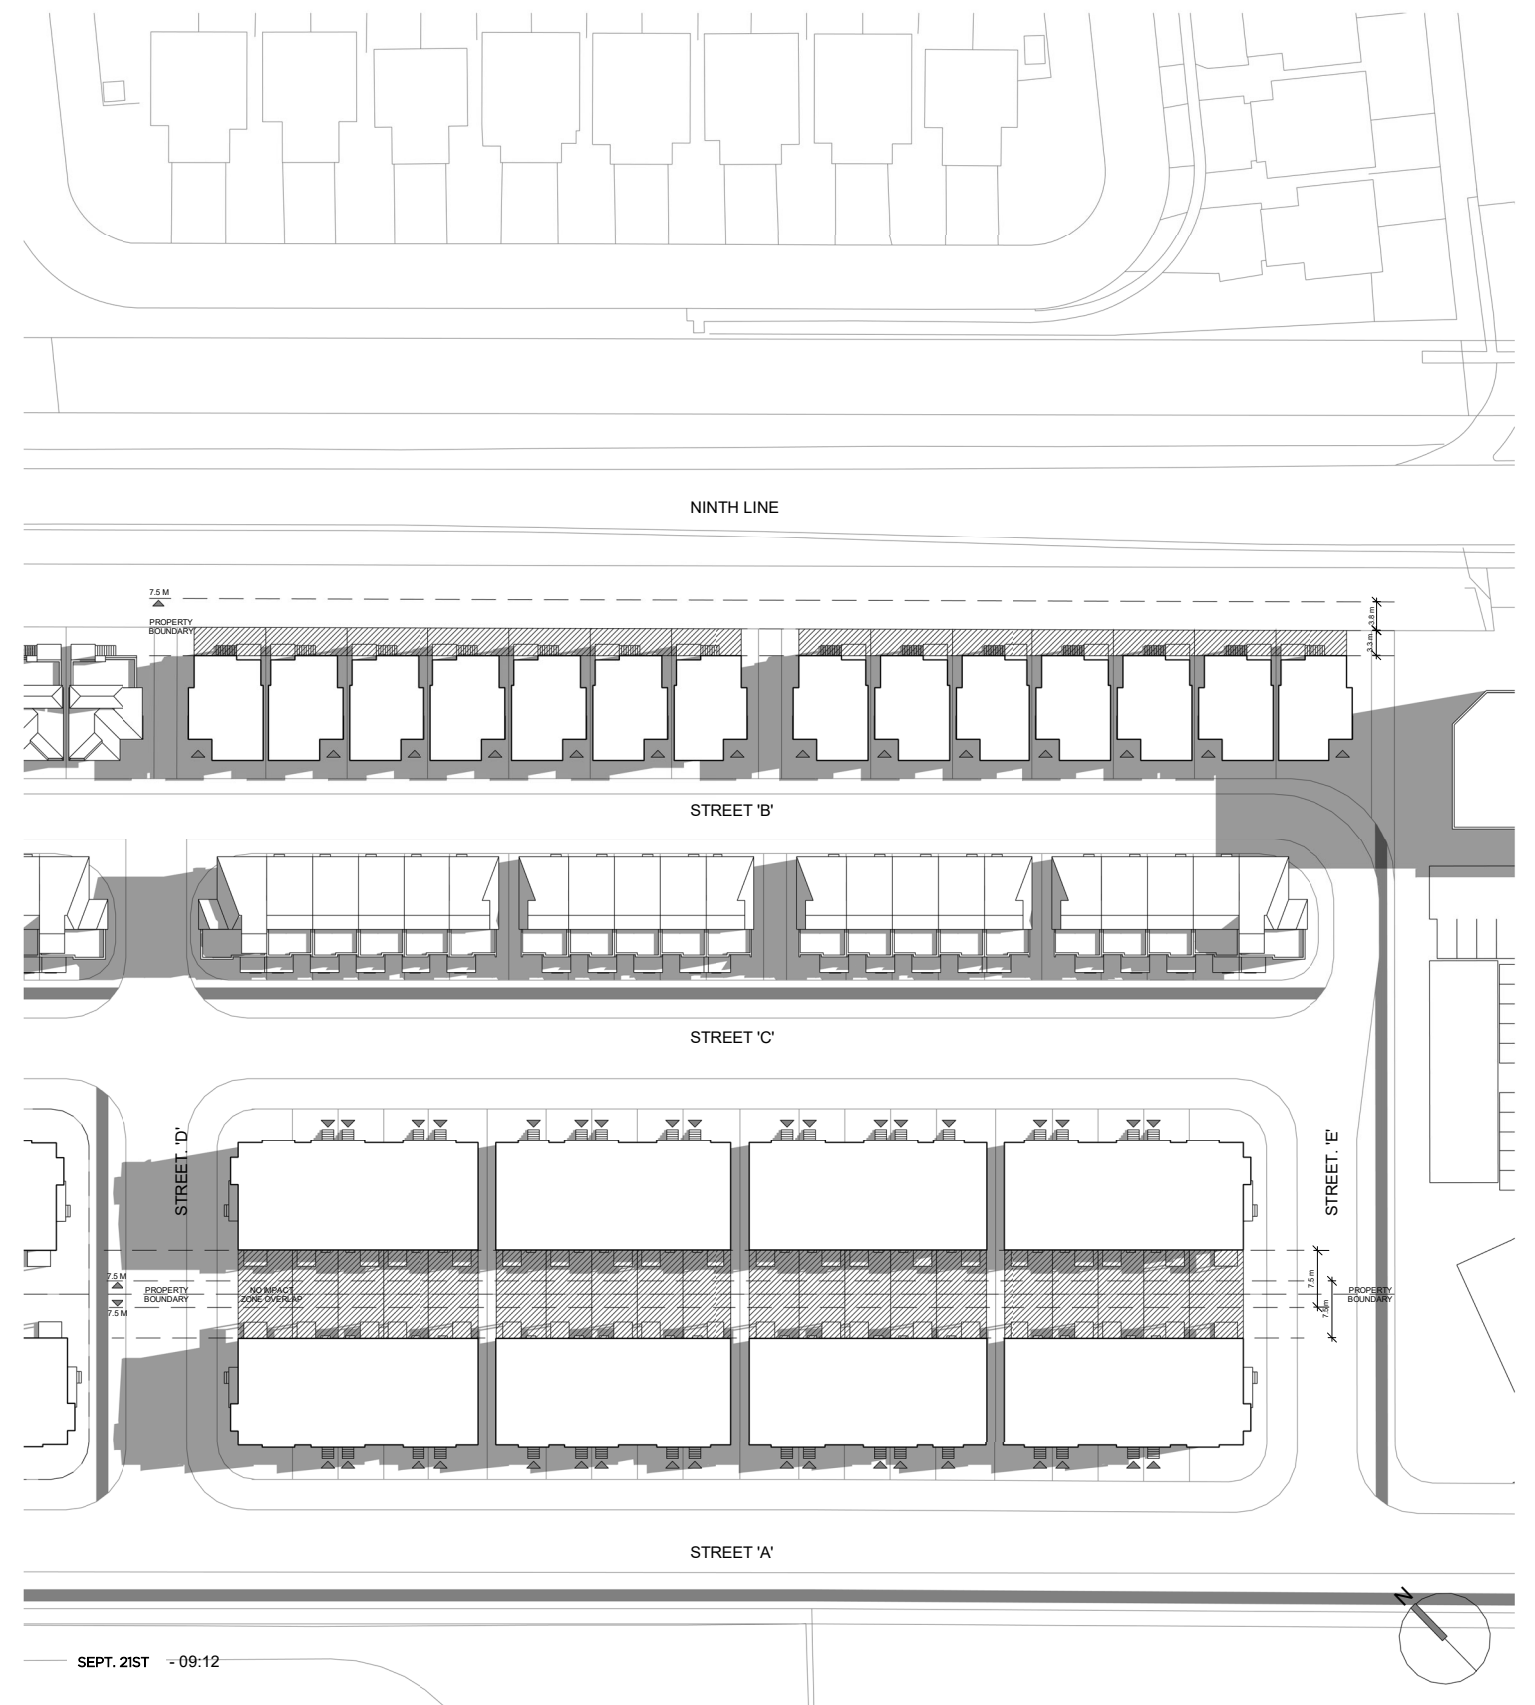 NINTH LINE
7.5 M
PROPERTY
BOUNDARY
3.8 m
3.3 m
STREET 'B'
STREET 'C'
STREET. 'D'
STREET. 'E'
7.5 M
PROPERTY
BOUNDARY
7.5 M
NO IMPACT
ZONE OVERLAP
7.5 m
7.5 m
PROPERTY
BOUNDARY
STREET 'A'
N
SEPT. 21ST - 09:12